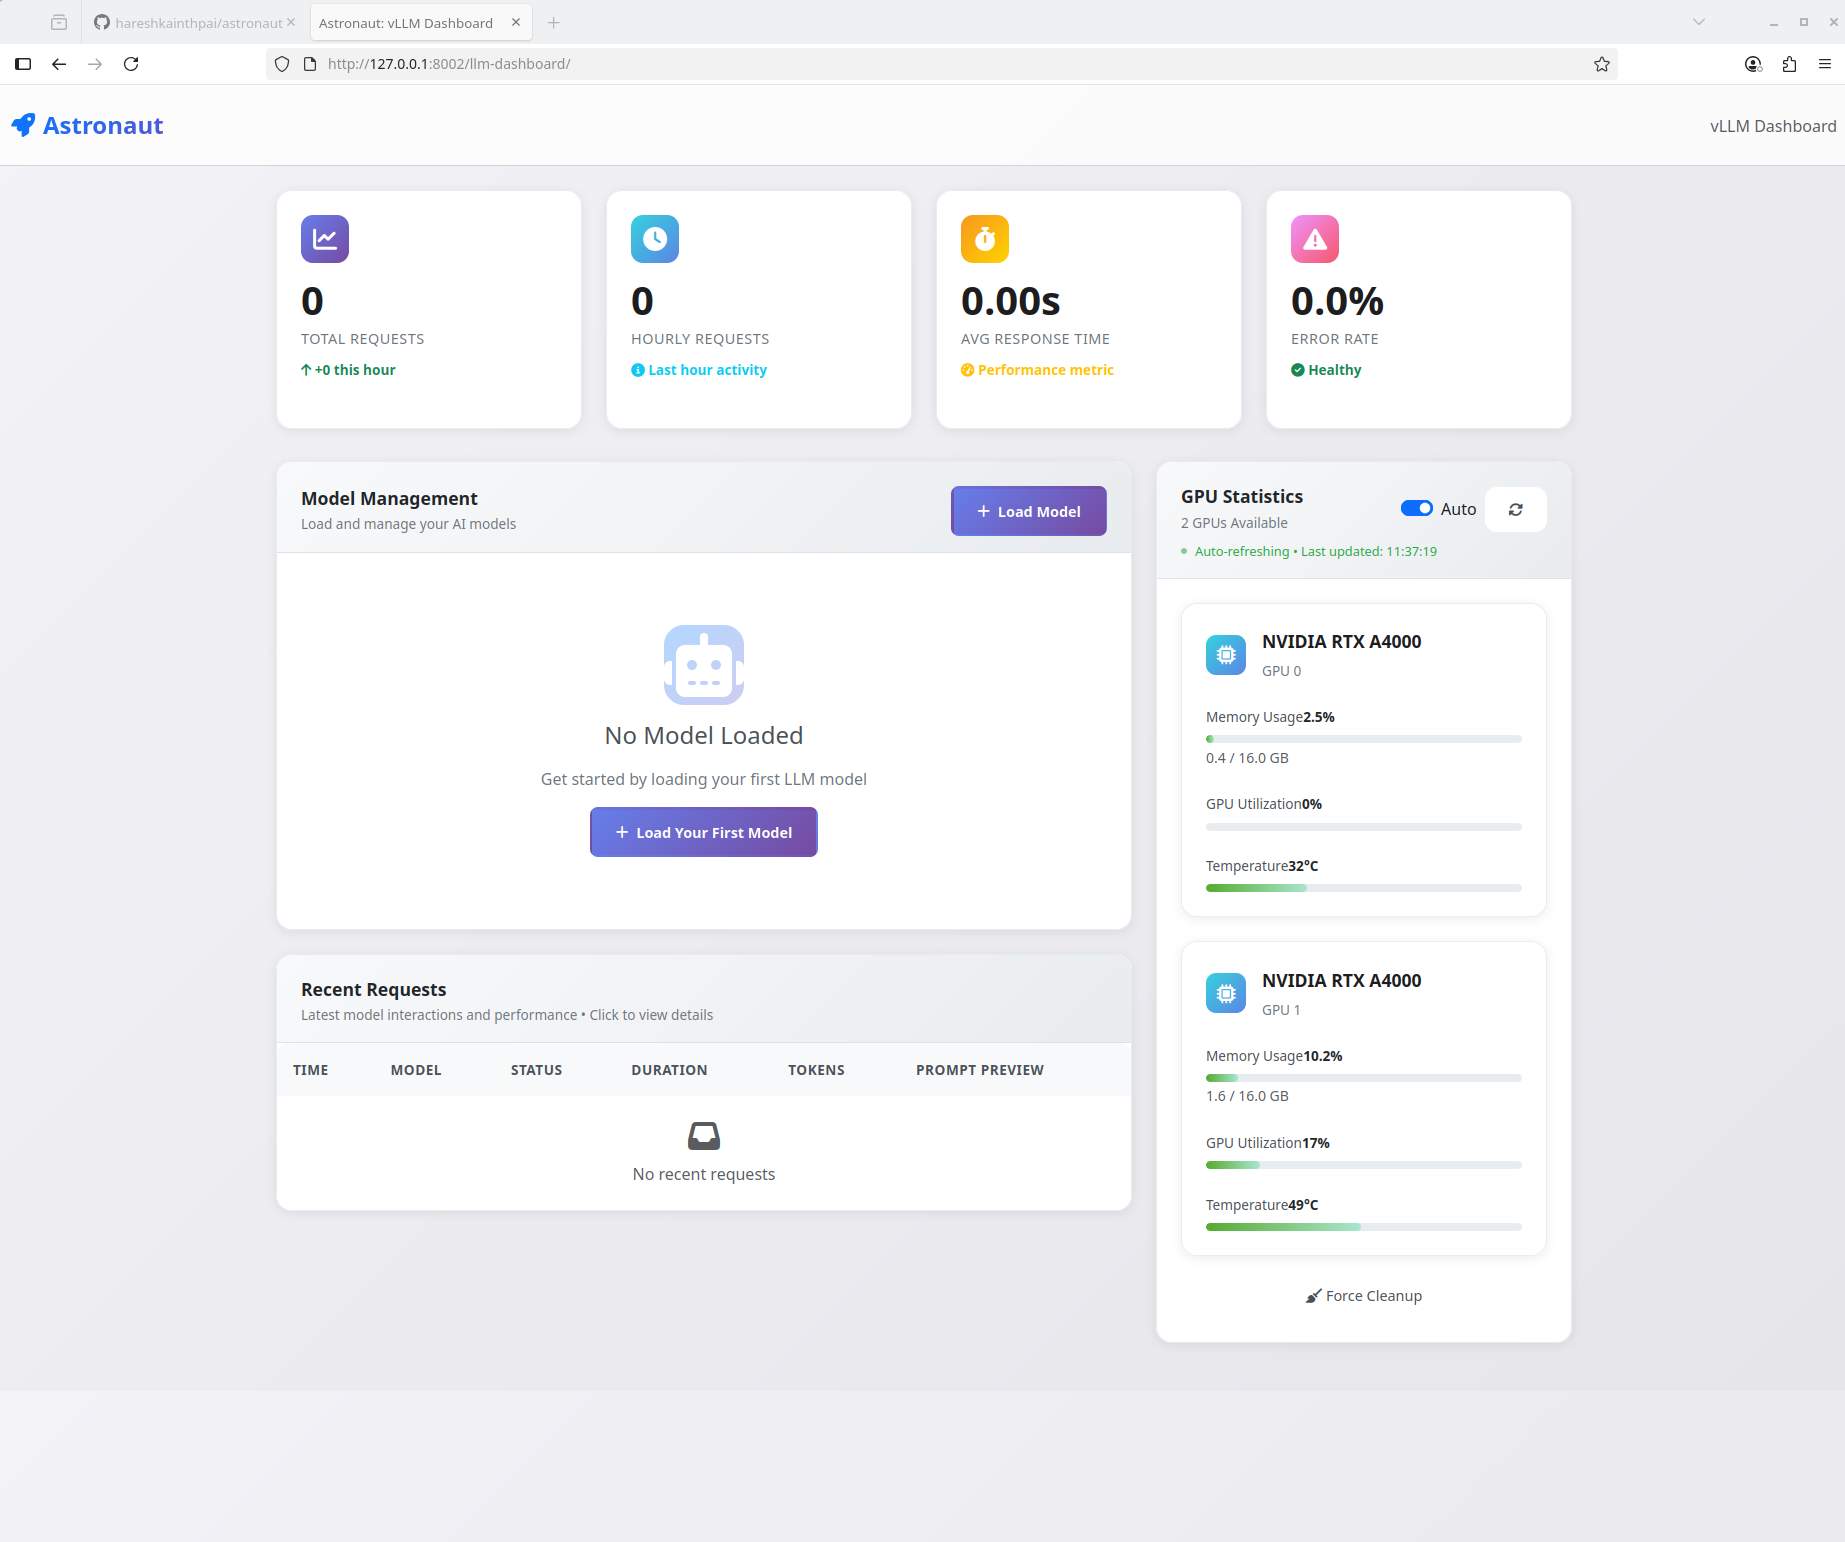 hareshkainthpai/astronaut
Astronaut: vLLM Dashboard
http://127.0.0.1:8002/llm-dashboard/
Astronaut
vLLM Dashboard
0
TOTAL REQUESTS
+0 this hour
0
HOURLY REQUESTS
Last hour activity
0.00s
AVG RESPONSE TIME
Performance metric
0.0%
ERROR RATE
Healthy
Model Management
Load and manage your AI models
Load Model
No Model Loaded
Get started by loading your first LLM model
Load Your First Model
Recent Requests
Latest model interactions and performance • Click to view details
TIME MODEL STATUS DURATION TOKENS PROMPT PREVIEW
No recent requests
GPU Statistics
2 GPUs Available
Auto
Auto-refreshing • Last updated: 11:37:19
NVIDIA RTX A4000
GPU 0
Memory Usage2.5%
0.4 / 16.0 GB
GPU Utilization0%
Temperature32°C
NVIDIA RTX A4000
GPU 1
Memory Usage10.2%
1.6 / 16.0 GB
GPU Utilization17%
Temperature49°C
Force Cleanup